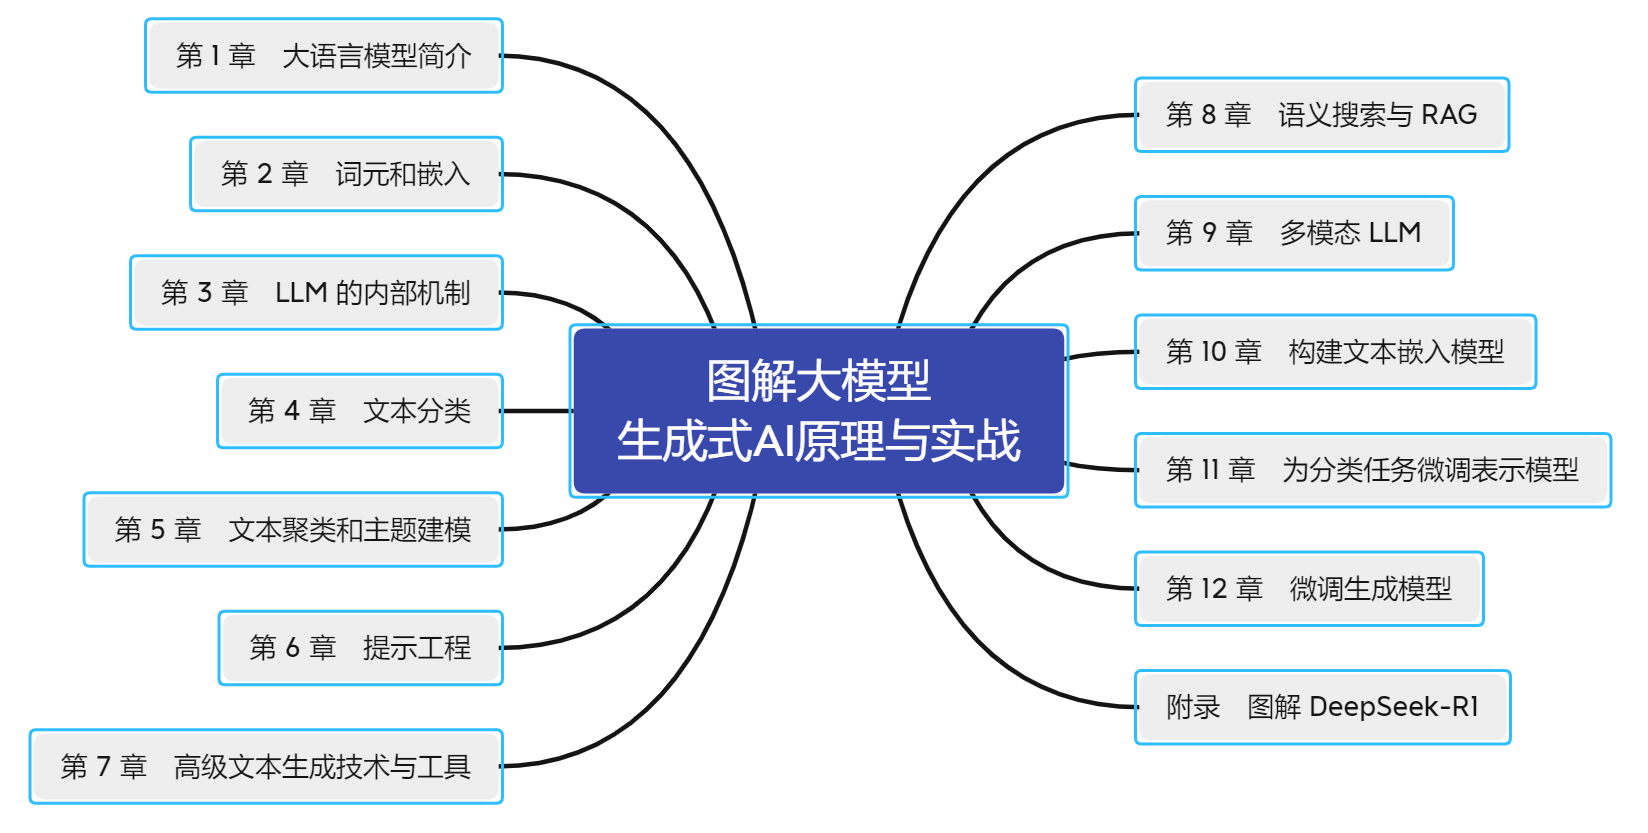 第 1 章 大语言模型简介
第 2 章 词元和嵌入
第 3 章 LLM 的内部机制
第 4 章 文本分类
第 5 章 文本聚类和主题建模
第 6 章 提示工程
第 7 章 高级文本生成技术与工具
图解大模型
生成式AI原理与实战
第 8 章 语义搜索与 RAG
第 9 章 多模态 LLM
第 10 章 构建文本嵌入模型
第 11 章 为分类任务微调表示模型
第 12 章 微调生成模型
附录 图解 DeepSeek-R1